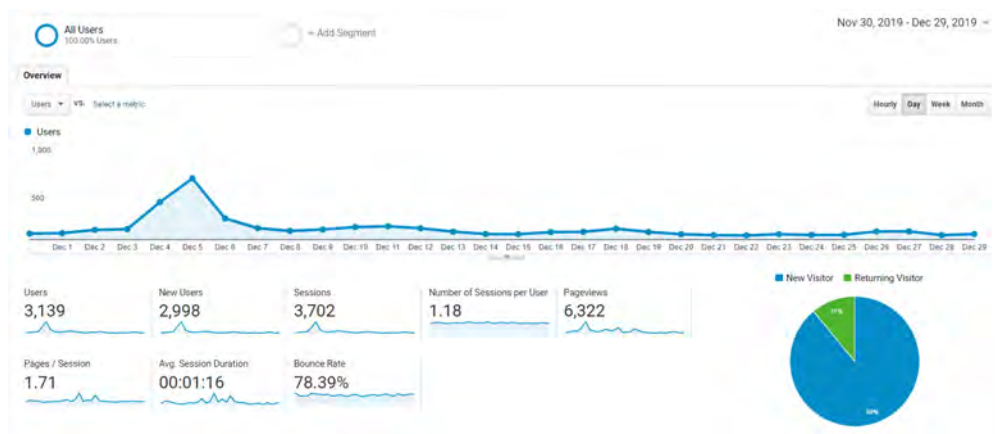 All Users
100.00% Users
+ Add Segment
Nov 30, 2019 - Dec 29, 2019
Overview
Users VS. Select a metric
Hourly Day Week Month
Users
1,000
500
Dec 1 Dec 2 Dec 3 Dec 4 Dec 5 Dec 6 Dec 7 Dec 8 Dec 9 Dec 10 Dec 11 Dec 12 Dec 13 Dec 14 Dec 15 Dec 16 Dec 17 Dec 18 Dec 19 Dec 20 Dec 21 Dec 22 Dec 23 Dec 24 Dec 25 Dec 26 Dec 27 Dec 28 Dec 29
New Visitor Returning Visitor
Users New Users Sessions Number of Sessions per User Pageviews
3,139 2,998 3,702 1.18 6,322
11%
Pages / Session Avg. Session Duration Bounce Rate
1.71 00:01:16 78.39%